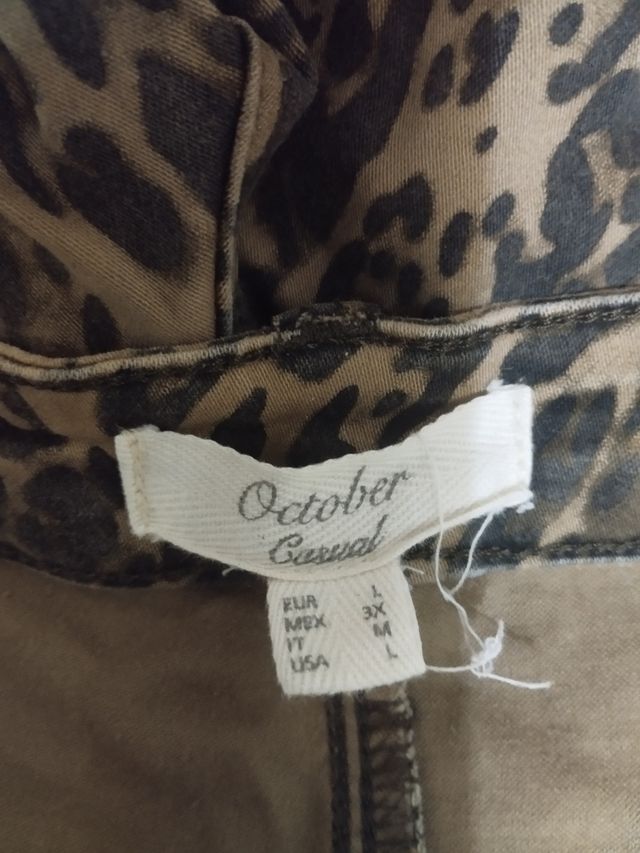 October
Casual
EUR L
MEX 3X
IT M
USA L